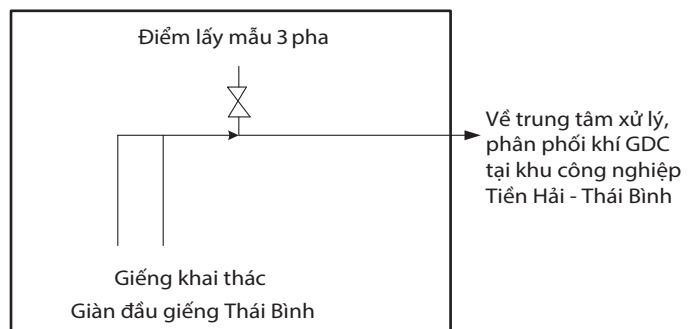 Điểm lấy mẫu 3 pha
Về trung tâm xử lý,
phân phối khí GDC
tại khu công nghiệp
Tiền Hải - Thái Bình
Giếng khai thác
Giàn đầu giếng Thái Bình